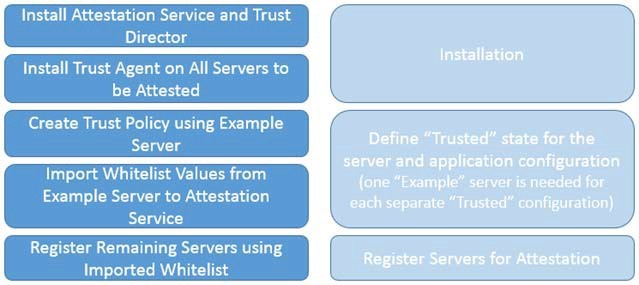 Install Attestation Service and Trust
Director
Install Trust Agent on All Servers to
be Attested
Create Trust Policy using Example
Server
Import Whitelist Values from
Example Server to Attestation
Service
Register Remaining Servers using
Imported Whitelist
Installation
Define “Trusted” state for the
server and application configuration
(one “Example” server is needed for
each separate “Trusted” configuration)
Register Servers for Attestation